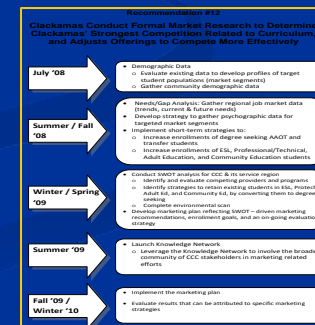 Recommendation #12
Clackamas Conduct Formal Market Research to Determine
Clackamas' Strongest Competition Related to Curriculum,
and Adjusts Offerings to Compete More Effectively
July '08
• Demographic Data
o Evaluate existing data to develop profiles of target
student populations (market segments)
o Gather community demographic data
Summer / Fall
'08
• Needs/Gap Analysis: Gather regional job market data
(trends, current & future needs)
• Develop strategy to gather psychographic data for
targeted market segments
• Implement short-term strategies to:
o Increase enrollments of degree seeking AAOT and
transfer students
o Increase enrollments of ESL, Professional/Technical,
Adult Education, and Community Education students
Winter / Spring
'09
• Conduct SWOT analysis for CCC & its service region
o Identify and evaluate competing providers and programs
o Identify strategies to retain existing students in ESL, Protech,
Adult Ed, and Community Ed, by converting them to degree
seeking
o Complete environmental scan
• Develop marketing plan reflecting SWOT – driven marketing
recommendations, enrollment goals, and an on-going evaluation
strategy
Summer '09
• Launch Knowledge Network
o Leverage the Knowledge Network to involve the broader
community of CCC stakeholders in marketing related
efforts
Fall '09 /
Winter '10
• Implement the marketing plan
• Evaluate results that can be attributed to specific marketing
strategies